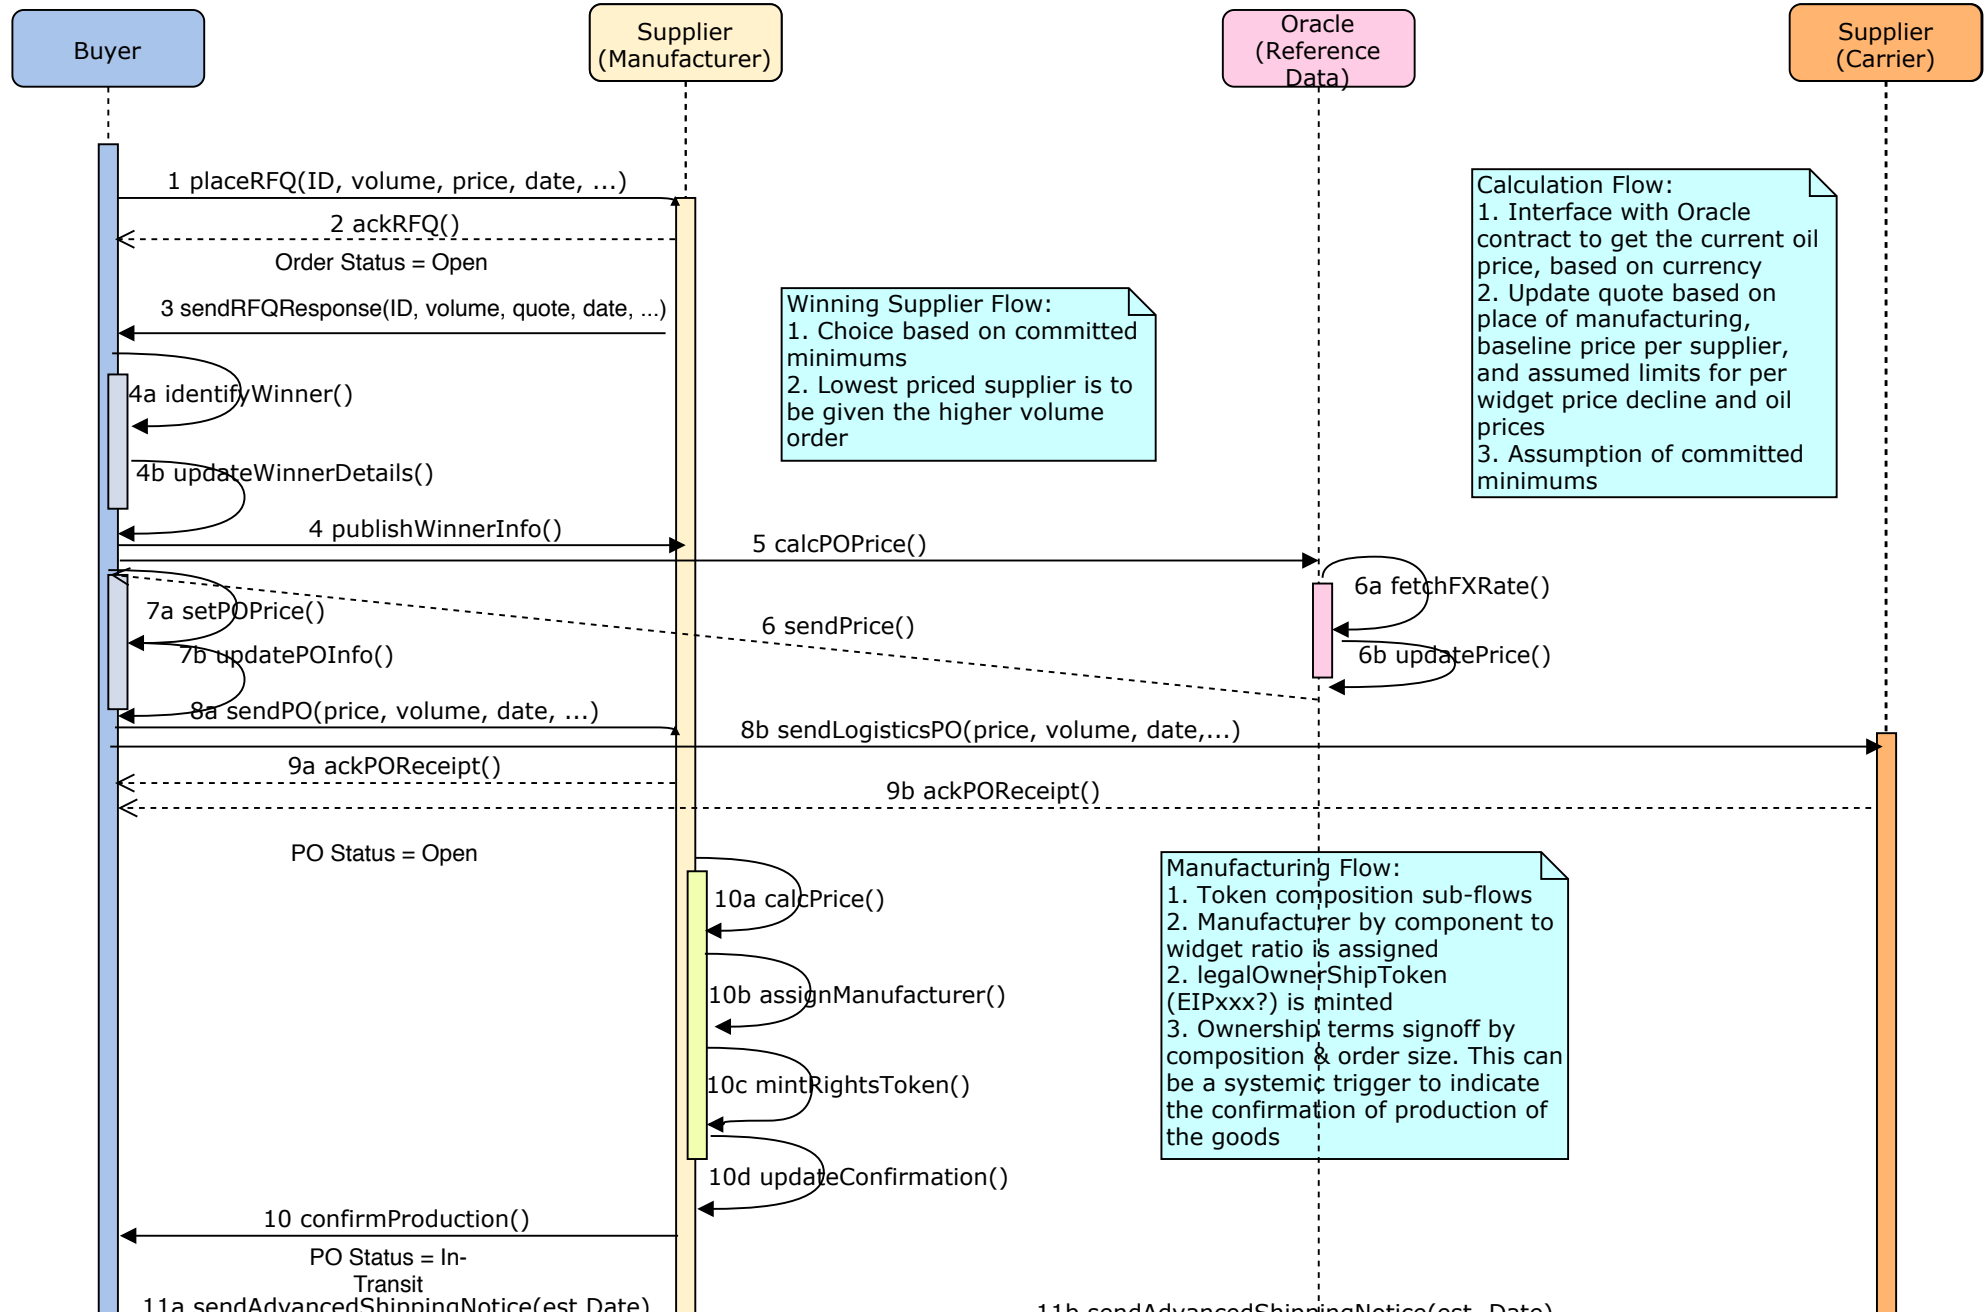 Buyer
Supplier
(Manufacturer)
Oracle
(Reference
Data)
Supplier
(Carrier)
1 placeRFQ(ID, volume, price, date, ...)
2 ackRFQ()
Order Status = Open
3 sendRFQResponse(ID, volume, quote, date, ...)
Winning Supplier Flow:
1. Choice based on committed
minimums
2. Lowest priced supplier is to
be given the higher volume
order
Calculation Flow:
1. Interface with Oracle
contract to get the current oil
price, based on currency
2. Update quote based on
place of manufacturing,
baseline price per supplier,
and assumed limits for per
widget price decline and oil
prices
3. Assumption of committed
minimums
4a identifyWinner()
4b updateWinnerDetails()
4 publishWinnerInfo()
5 calcPOPrice()
6a fetchFXRate()
7a setPOPrice()
6 sendPrice()
7b updatePOInfo()
6b updatePrice()
8a sendPO(price, volume, date, ...)
8b sendLogisticsPO(price, volume, date,...)
9a ackPOReceipt()
9b ackPOReceipt()
PO Status = Open
10a calcPrice()
10b assignManufacturer()
10c mintRightsToken()
10d updateConfirmation()
Manufacturing Flow:
1. Token composition sub-flows
2. Manufacturer by component to
widget ratio is assigned
2. legalOwnerShipToken
(EIPxxx?) is minted
3. Ownership terms signoff by
composition & order size. This can
be a systemic trigger to indicate
the confirmation of production of
the goods
10 confirmProduction()
PO Status = In-
Transit
11a sendAdvancedShippingNotice(est.Date)
11b sendAdvancedShippingNotice(est. Date)